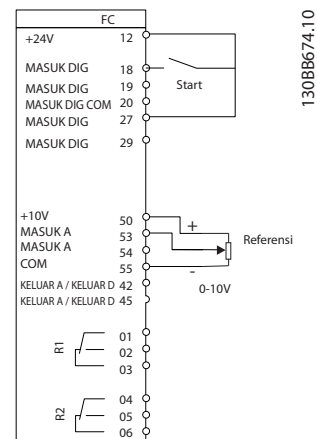 FC
+24V 12
MASUK DIG 18
MASUK DIG 19
MASUK DIG COM 20
MASUK DIG 27
MASUK DIG 29
Start
+10V 50
MASUK A 53
MASUK A 54
COM 55
KELUAR A / KELUAR D 42
KELUAR A / KELUAR D 45
+
-
Referensi
0-10V
R1
01
02
03
R2
04
05
06
130BB674.10